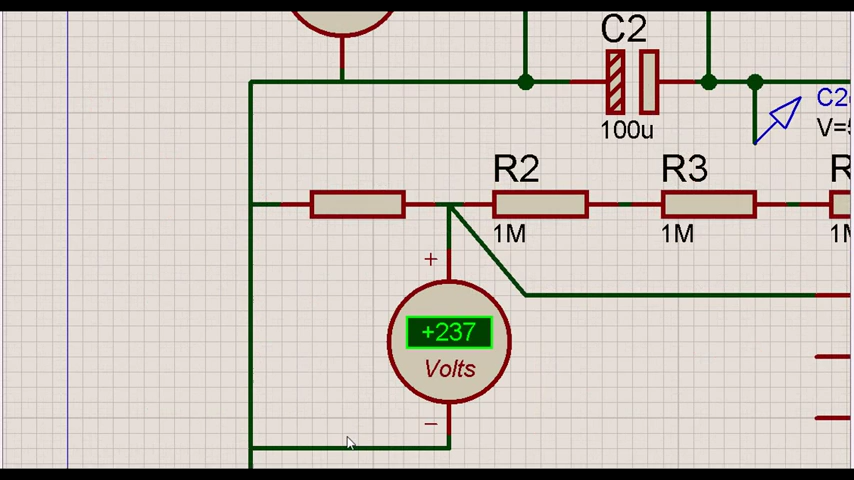 C2
100u
C2
V=
R2
R3
R
1M
1M
1M
+
+237
Volts
−